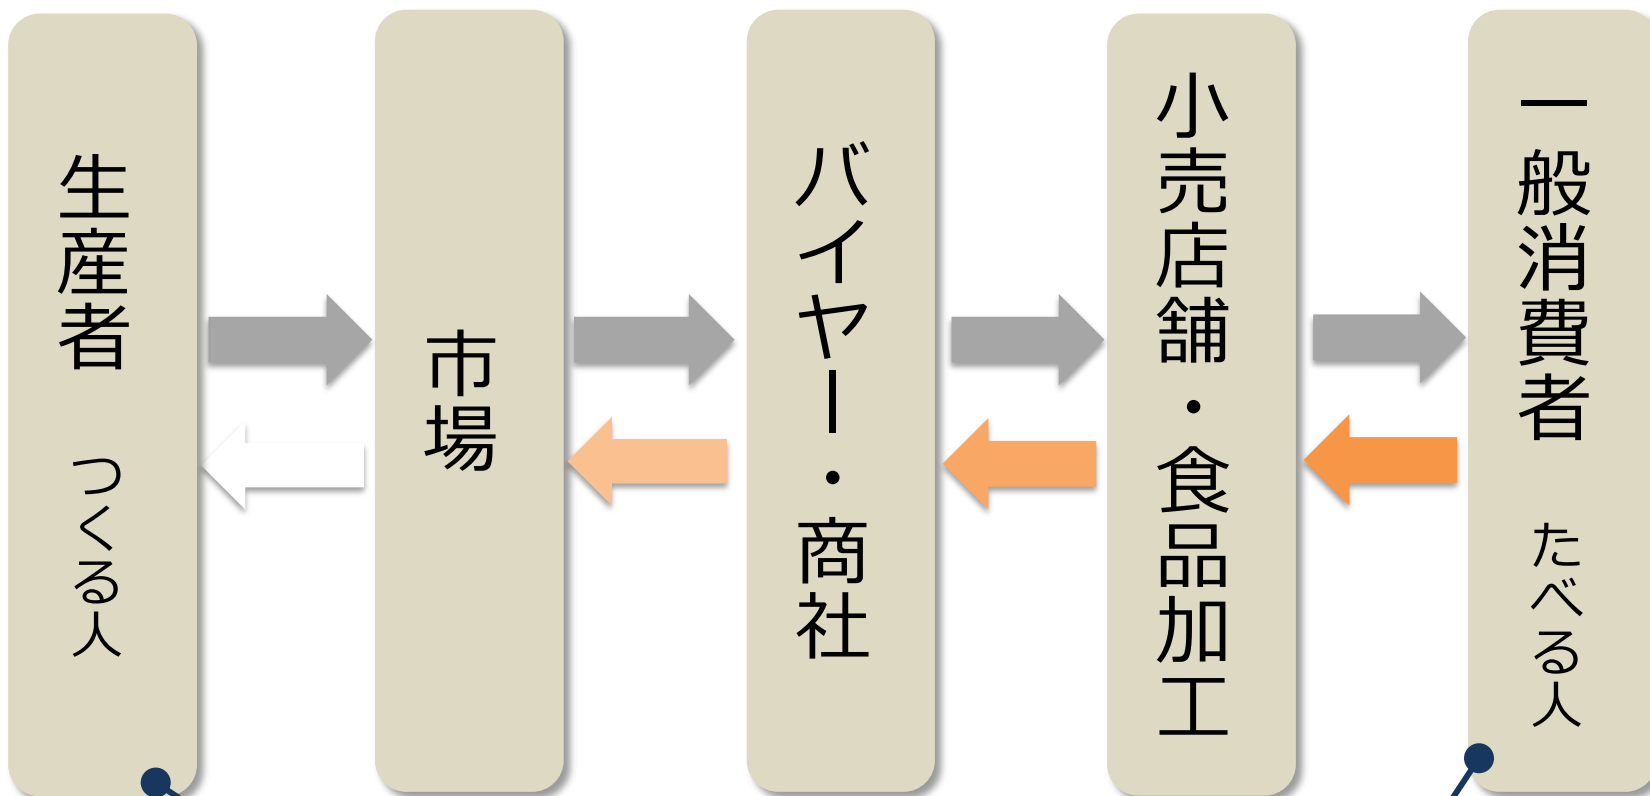 生産者　つくる人
市場
バイヤー・商社
小売店舗・食品加工
一般消費者　たべる人